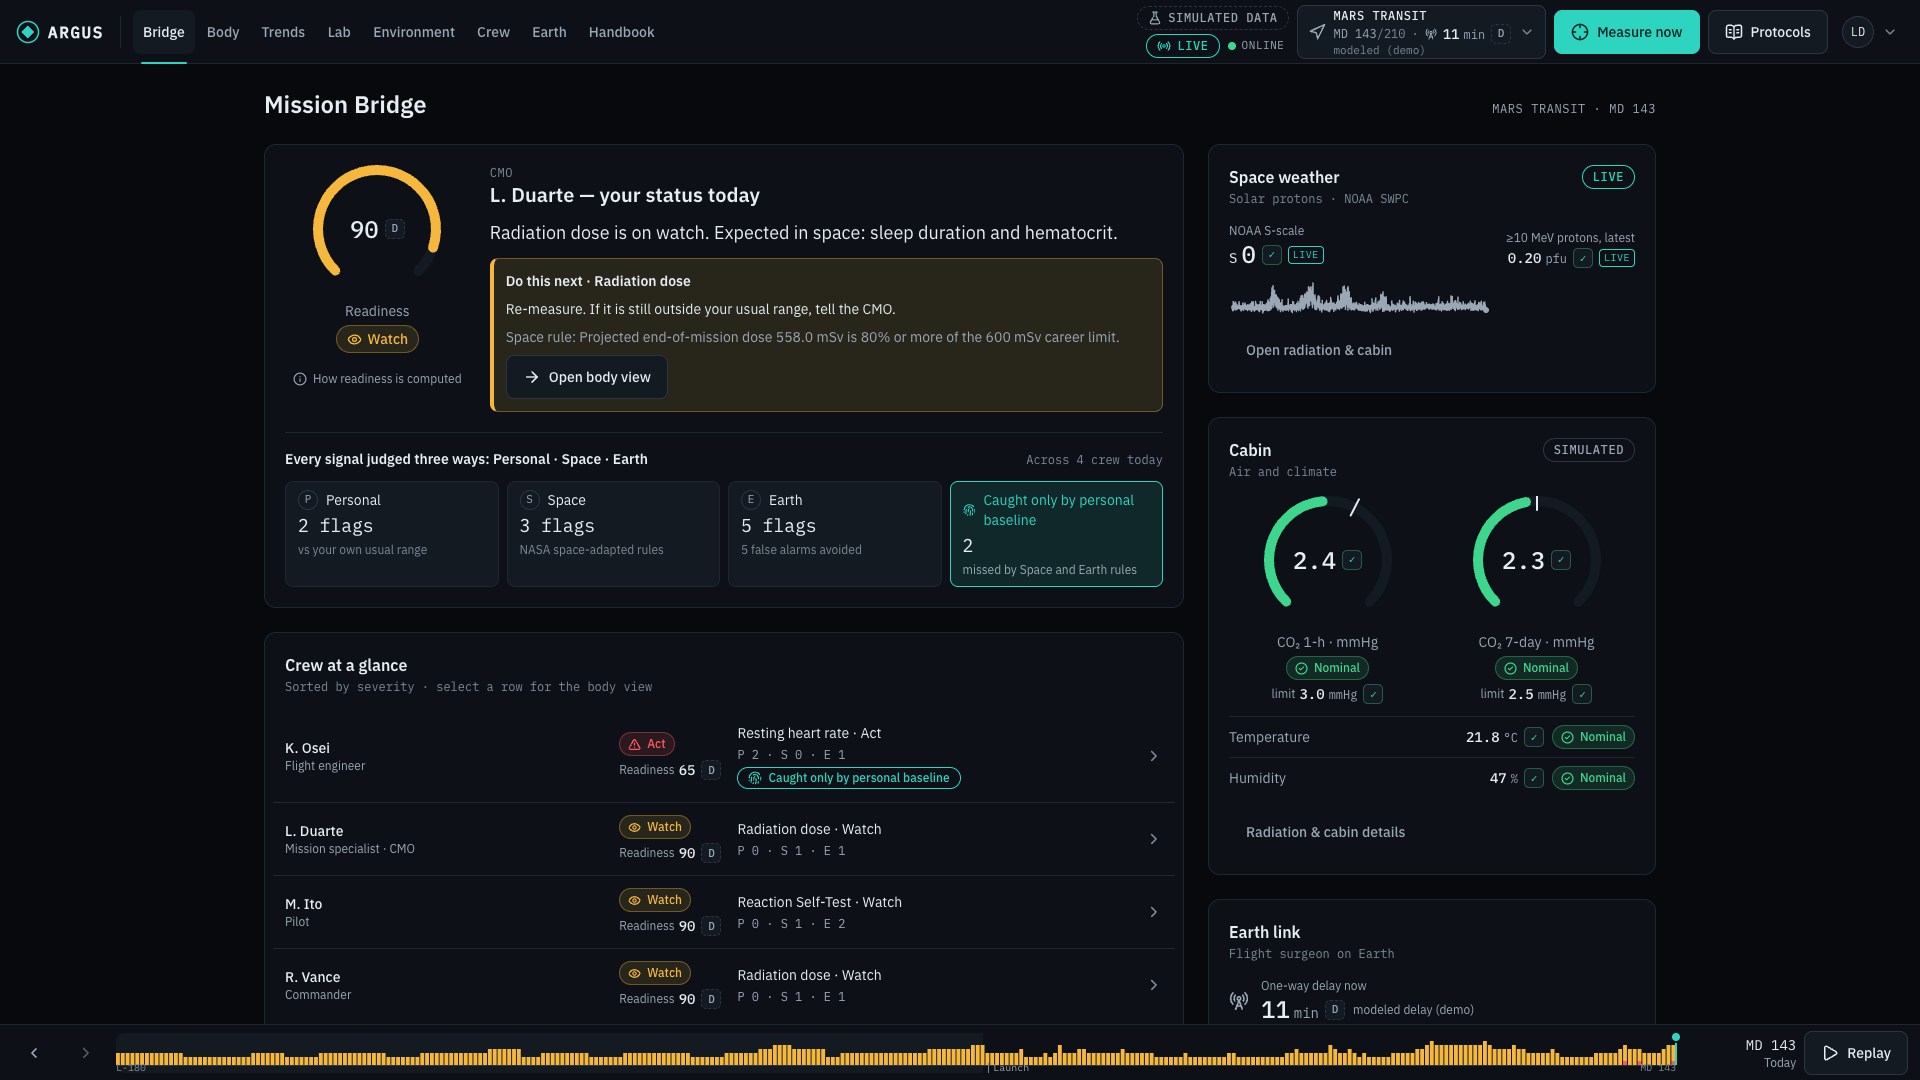 ARGUS
Bridge Body Trends Lab Environment Crew Earth Handbook
SIMULATED DATA
LIVE ONLINE
MARS TRANSIT
MD 143/210 · 11 min D
modeled (demo)
Measure now
Protocols
LD
Mission Bridge
MARS TRANSIT · MD 143
90 D
Readiness
Watch
How readiness is computed
CMO
L. Duarte — your status today
Radiation dose is on watch. Expected in space: sleep duration and hematocrit.
Do this next · Radiation dose
Re-measure. If it is still outside your usual range, tell the CMO.
Space rule: Projected end-of-mission dose 558.0 mSv is 80% or more of the 600 mSv career limit.
Open body view
Every signal judged three ways: Personal · Space · Earth
Across 4 crew today
P Personal
2 flags
vs your own usual range
S Space
3 flags
NASA space-adapted rules
E Earth
5 flags
5 false alarms avoided
Caught only by personal
baseline
2
missed by Space and Earth rules
Crew at a glance
Sorted by severity · select a row for the body view
K. Osei
Flight engineer
Act
Readiness 65 D
Resting heart rate · Act
P 2 · S 0 · E 1
Caught only by personal baseline
L. Duarte
Mission specialist · CMO
Watch
Readiness 90 D
Radiation dose · Watch
P 0 · S 1 · E 1
M. Ito
Pilot
Watch
Readiness 90 D
Reaction Self-Test · Watch
P 0 · S 1 · E 2
R. Vance
Commander
Watch
Readiness 90 D
Radiation dose · Watch
P 0 · S 1 · E 1
Space weather
LIVE
Solar protons · NOAA SWPC
NOAA S-scale
S 0 ✓ LIVE
≥10 MeV protons, latest
0.20 pfu ✓ LIVE
Open radiation & cabin
Cabin
SIMULATED
Air and climate
2.4 ✓
CO₂ 1-h · mmHg
Nominal
limit 3.0 mmHg ✓
2.3 ✓
CO₂ 7-day · mmHg
Nominal
limit 2.5 mmHg ✓
Temperature 21.8 °C ✓ Nominal
Humidity 47 % ✓ Nominal
Radiation & cabin details
Earth link
Flight surgeon on Earth
One-way delay now
11 min D modeled delay (demo)
L-180
Launch
MD 143
MD 143
Today
Replay